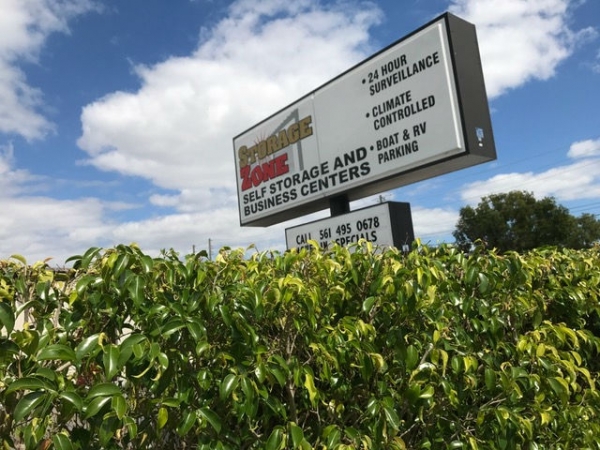 STORAGE
ZONE
SELF STORAGE AND
BUSINESS CENTERS
• 24 HOUR
SURVEILLANCE
• CLIMATE
CONTROLLED
• BOAT & RV
PARKING
CALL 561 495 0678
SPECIALS